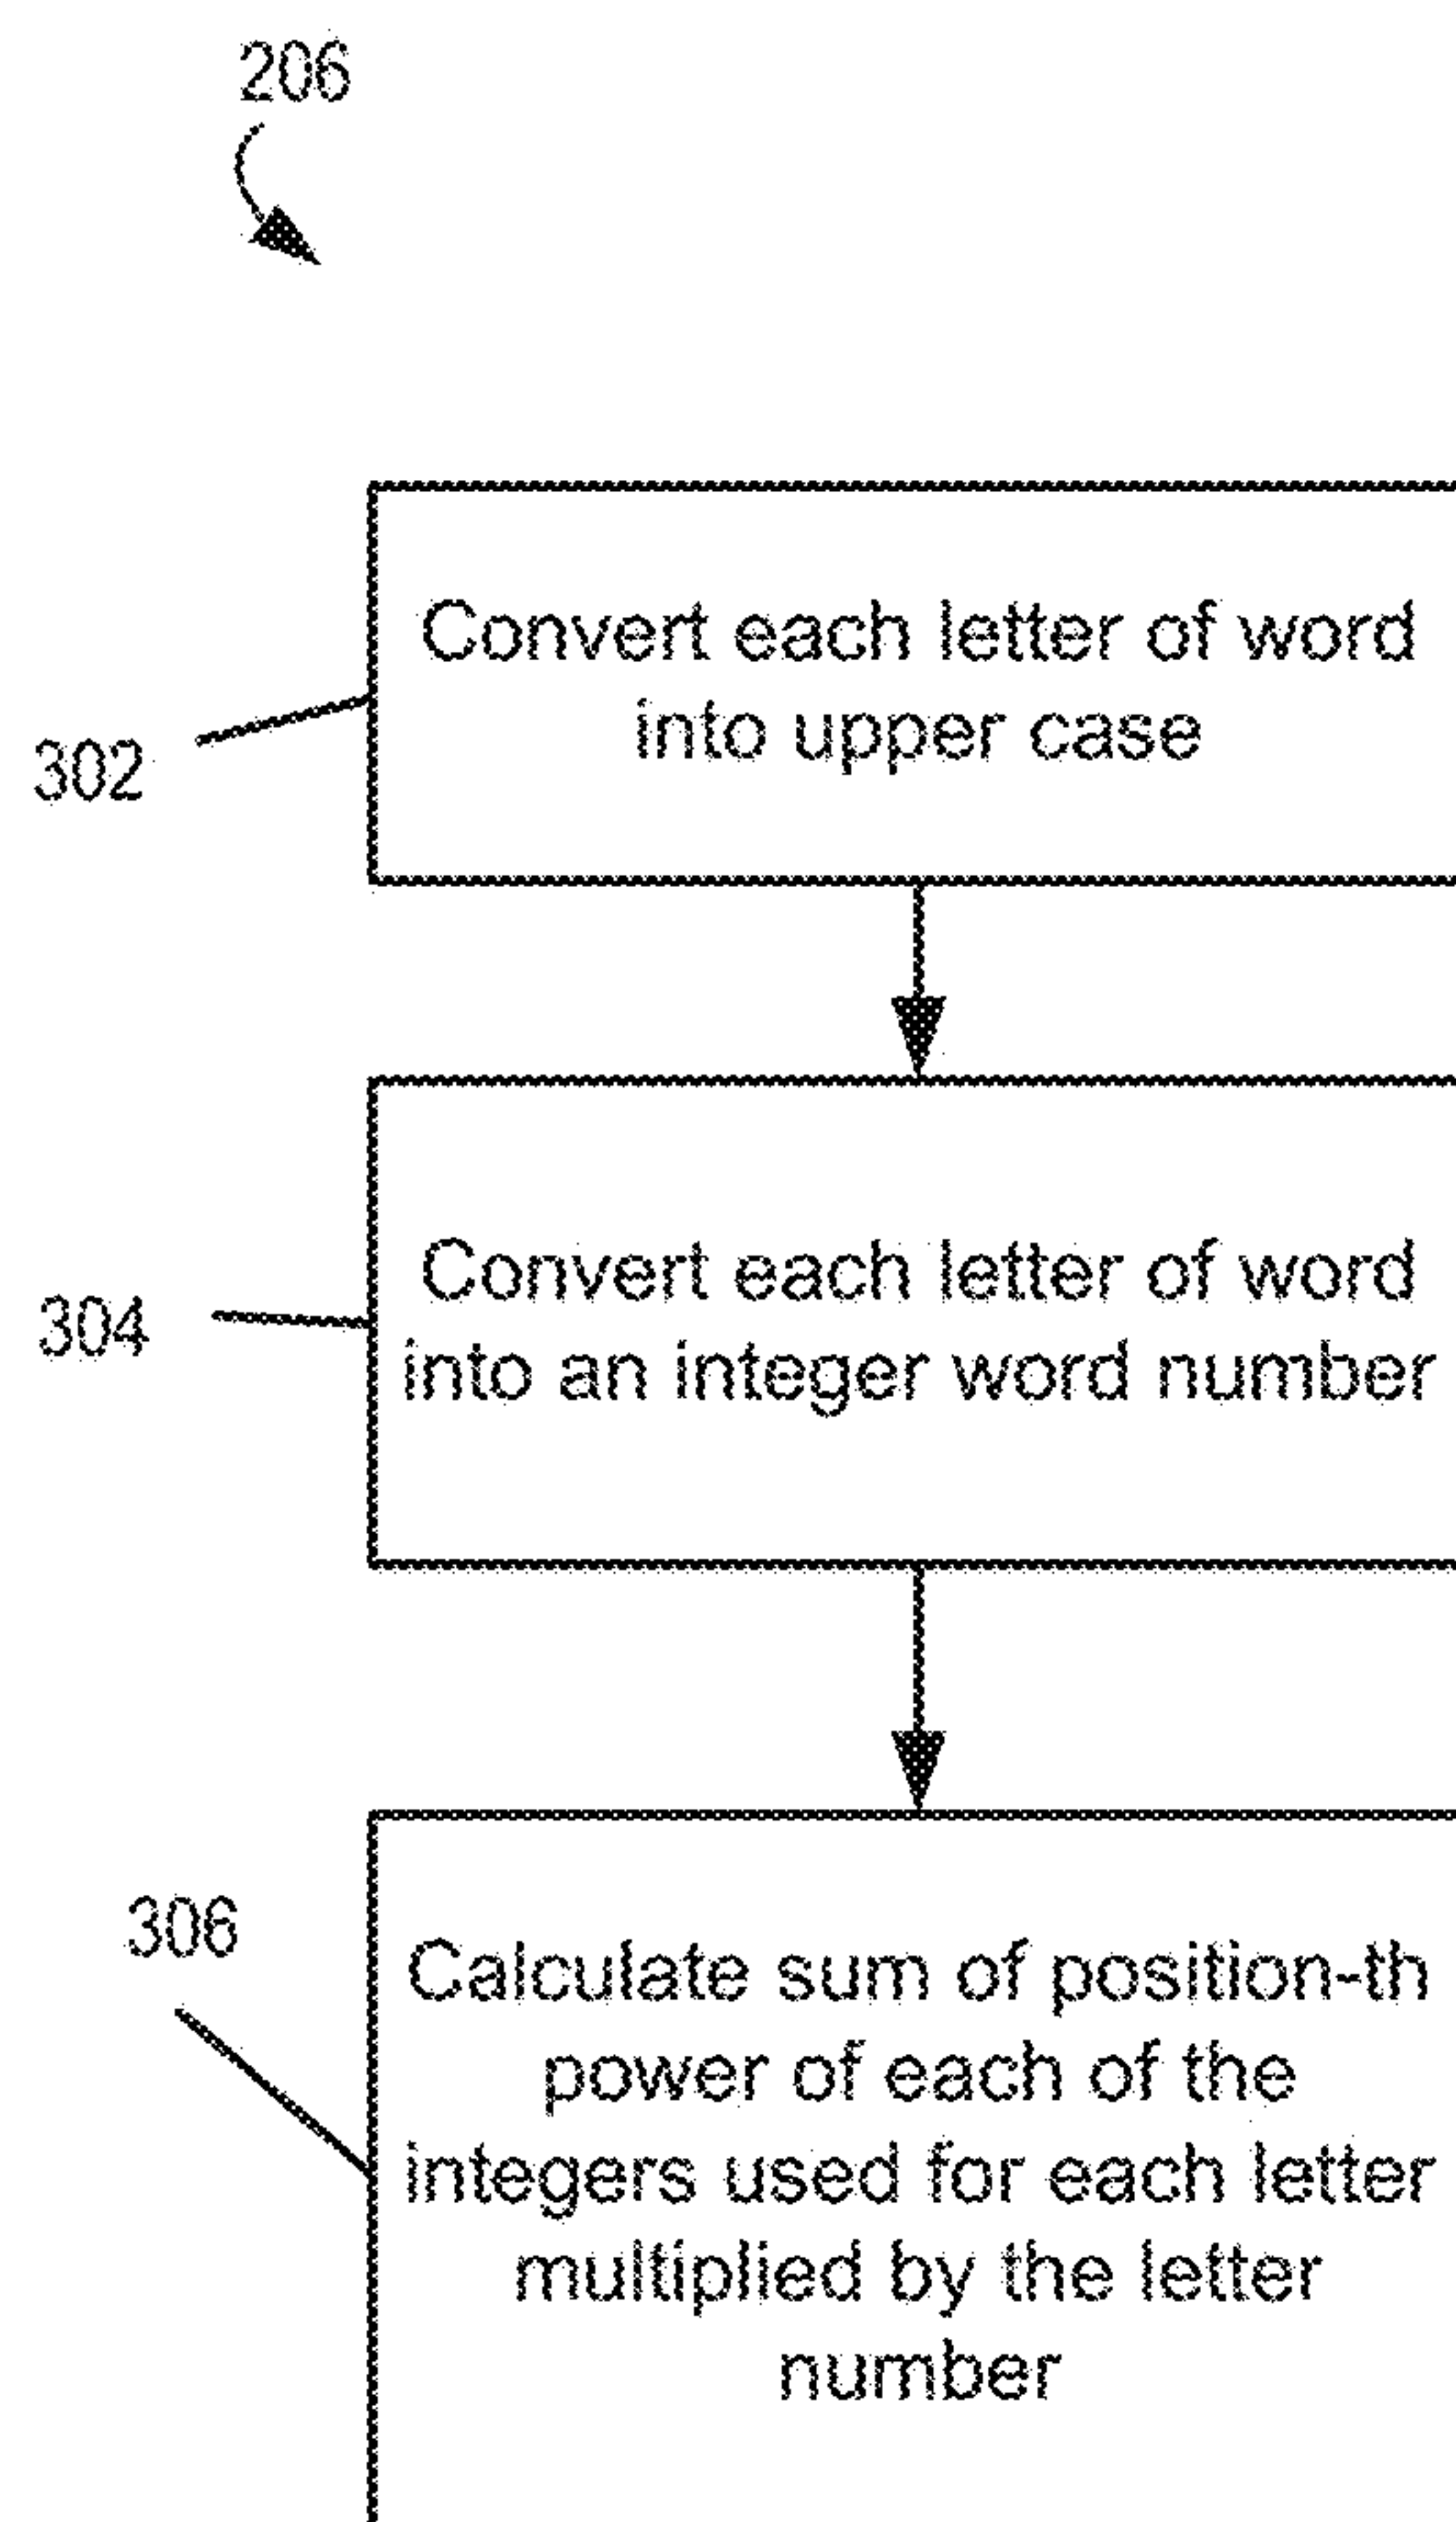 206
Convert each letter of word
into upper case
302
Convert each letter of word
into an integer word number
304
306
Calculate sum of position-th
power of each of the
integers used for each letter
multiplied by the letter
number